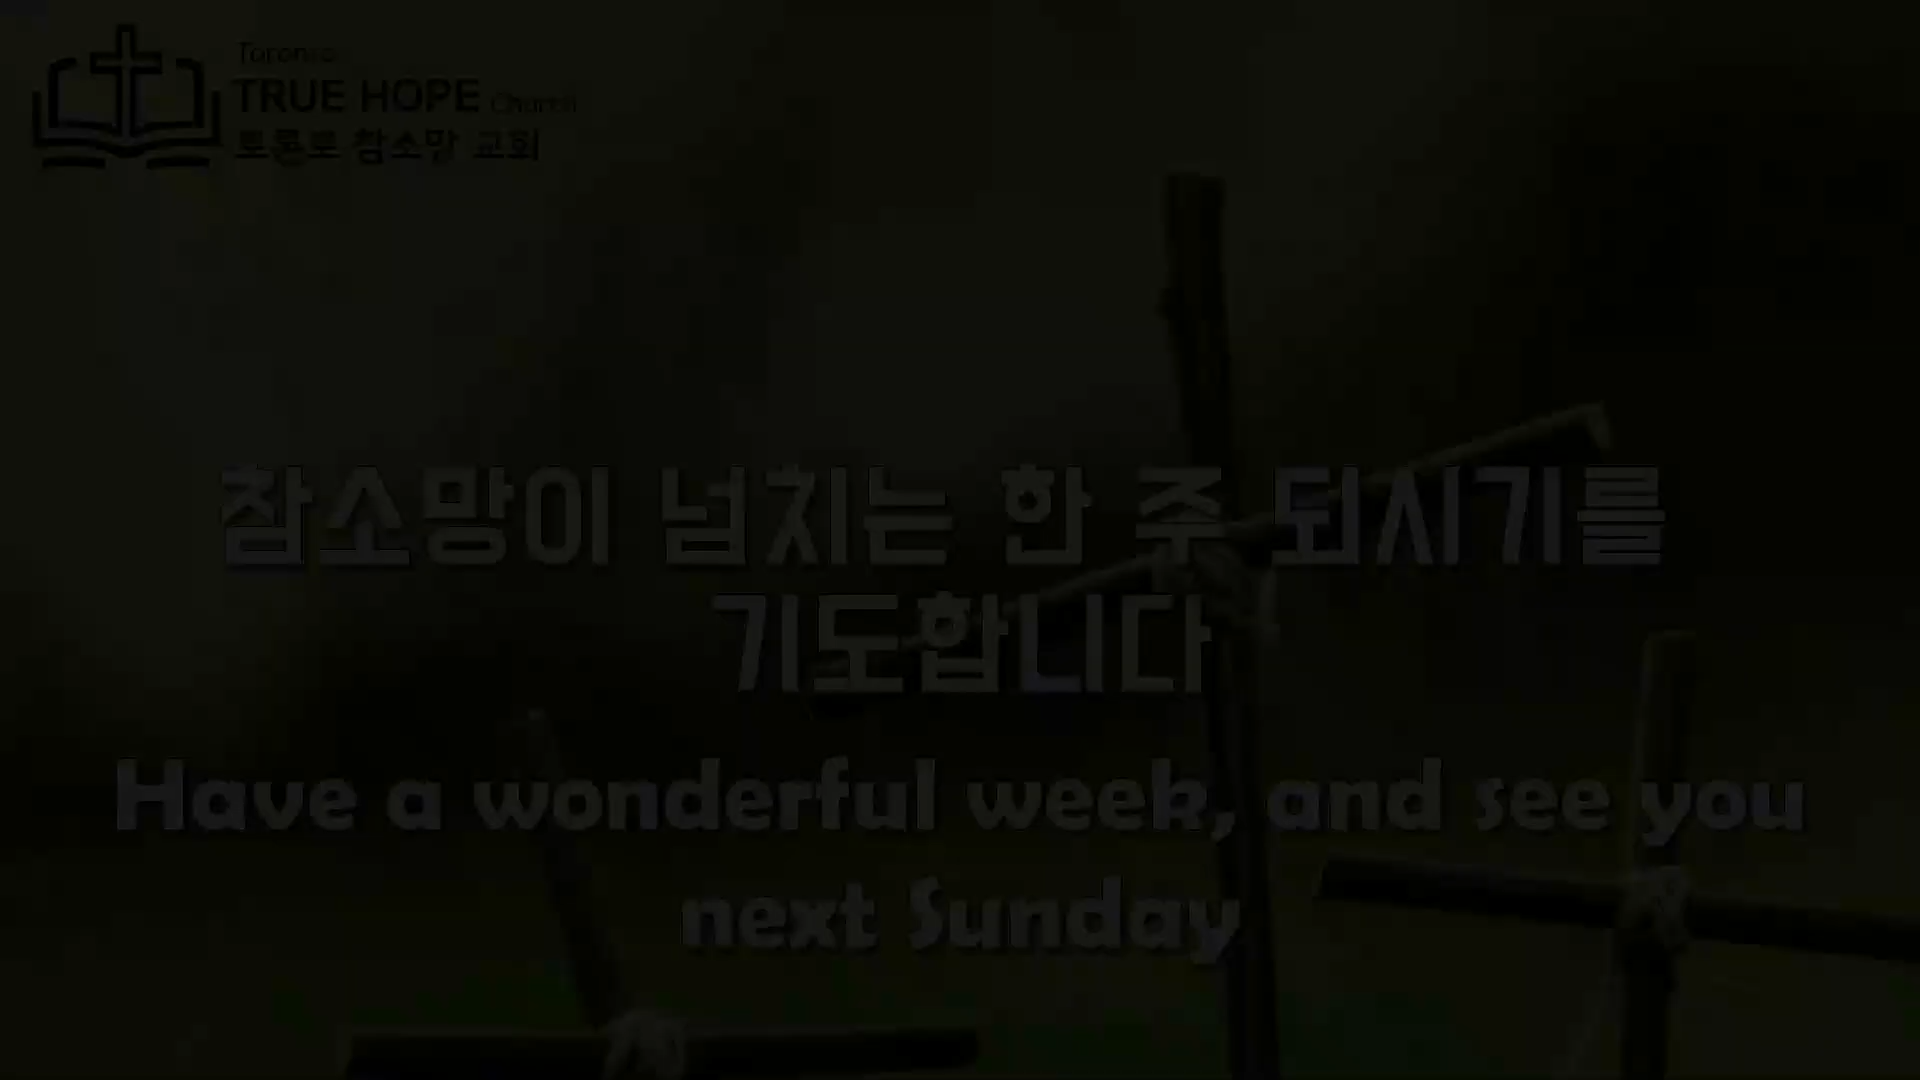 Toronto
TRUE HOPE Church
토론토 참소망 교회
참소망이 넘치는 한 주 되시기를
기도합니다
Have a wonderful week, and see you
next Sunday